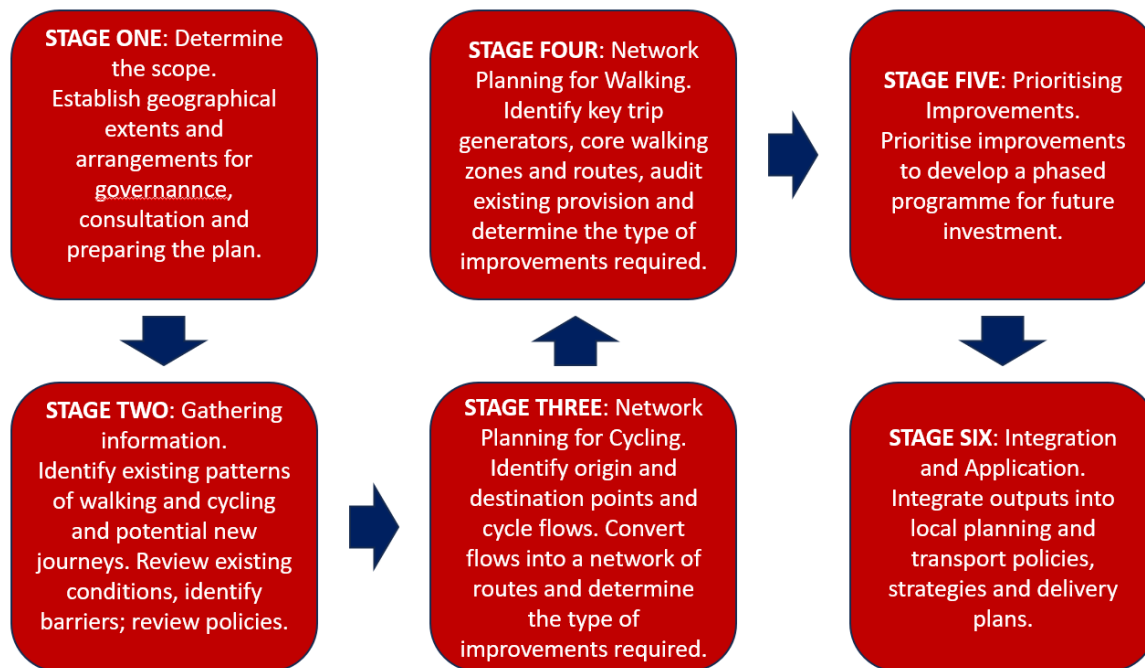 STAGE ONE: Determine
the scope.
Establish geographical
extents and
arrangements for
governannce,
consultation and
preparing the plan.
STAGE TWO: Gathering
information.
Identify existing patterns
of walking and cycling
and potential new
journeys. Review existing
conditions, identify
barriers; review policies.
STAGE THREE: Network
Planning for Cycling.
Identify origin and
destination points and
cycle flows. Convert
flows into a network of
routes and determine
the type of
improvements required.
STAGE FOUR: Network
Planning for Walking.
Identify key trip
generators, core walking
zones and routes, audit
existing provision and
determine the type of
improvements required.
STAGE FIVE: Prioritising
Improvements.
Prioritise improvements
to develop a phased
programme for future
investment.
STAGE SIX: Integration
and Application.
Integrate outputs into
local planning and
transport policies,
strategies and delivery
plans.